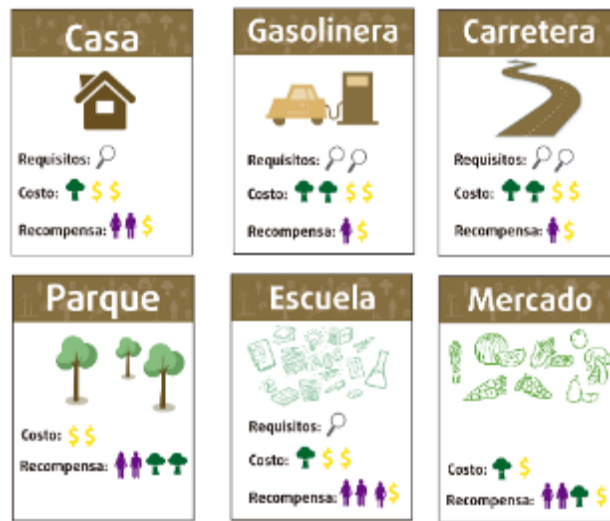 Casa
Requisitos:
Costo: $ $
Recompensa: $
Gasolinera
Requisitos:
Costo: $ $
Recompensa: $
Carretera
Requisitos:
Costo: $ $
Recompensa: $
Parque
Costo: $ $
Recompensa:
Escuela
Requisitos:
Costo: $ $
Recompensa: $
Mercado
Costo: $
Recompensa: $